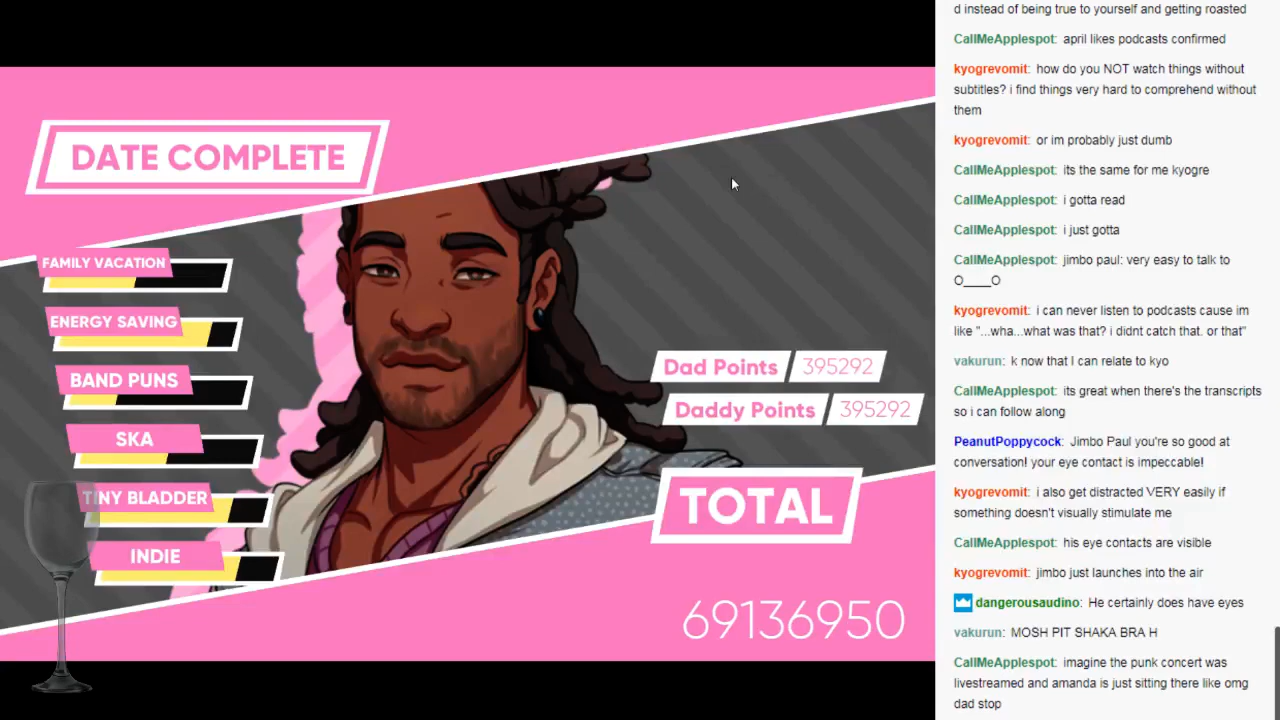 DATE COMPLETE
FAMILY VACATION
ENERGY SAVING
BAND PUNS
SKA
TINY BLADDER
INDIE
Dad Points 395292
Daddy Points 395292
TOTAL
69136950
d instead of being true to yourself and getting roasted
CallMeApplespot: april likes podcasts confirmed
kyogrevomit: how do you NOT watch things without
subtitles? i find things very hard to comprehend without
them
kyogrevomit: or im probably just dumb
CallMeApplespot: its the same for me kyogre
CallMeApplespot: i gotta read
CallMeApplespot: i just gotta
CallMeApplespot: jimbo paul: very easy to talk to
O____O
kyogrevomit: i can never listen to podcasts cause im
like "...wha...what was that? i didnt catch that. or that"
vakurun: k now that I can relate to kyo
CallMeApplespot: its great when there's the transcripts
so i can follow along
PeanutPoppycock: Jimbo Paul you're so good at
conversation! your eye contact is impeccable!
kyogrevomit: i also get distracted VERY easily if
something doesn't visually stimulate me
CallMeApplespot: his eye contacts are visible
kyogrevomit: jimbo just launches into the air
dangerousaudino: He certainly does have eyes
vakurun: MOSH PIT SHAKA BRA H
CallMeApplespot: imagine the punk concert was
livestreamed and amanda is just sitting there like omg
dad stop